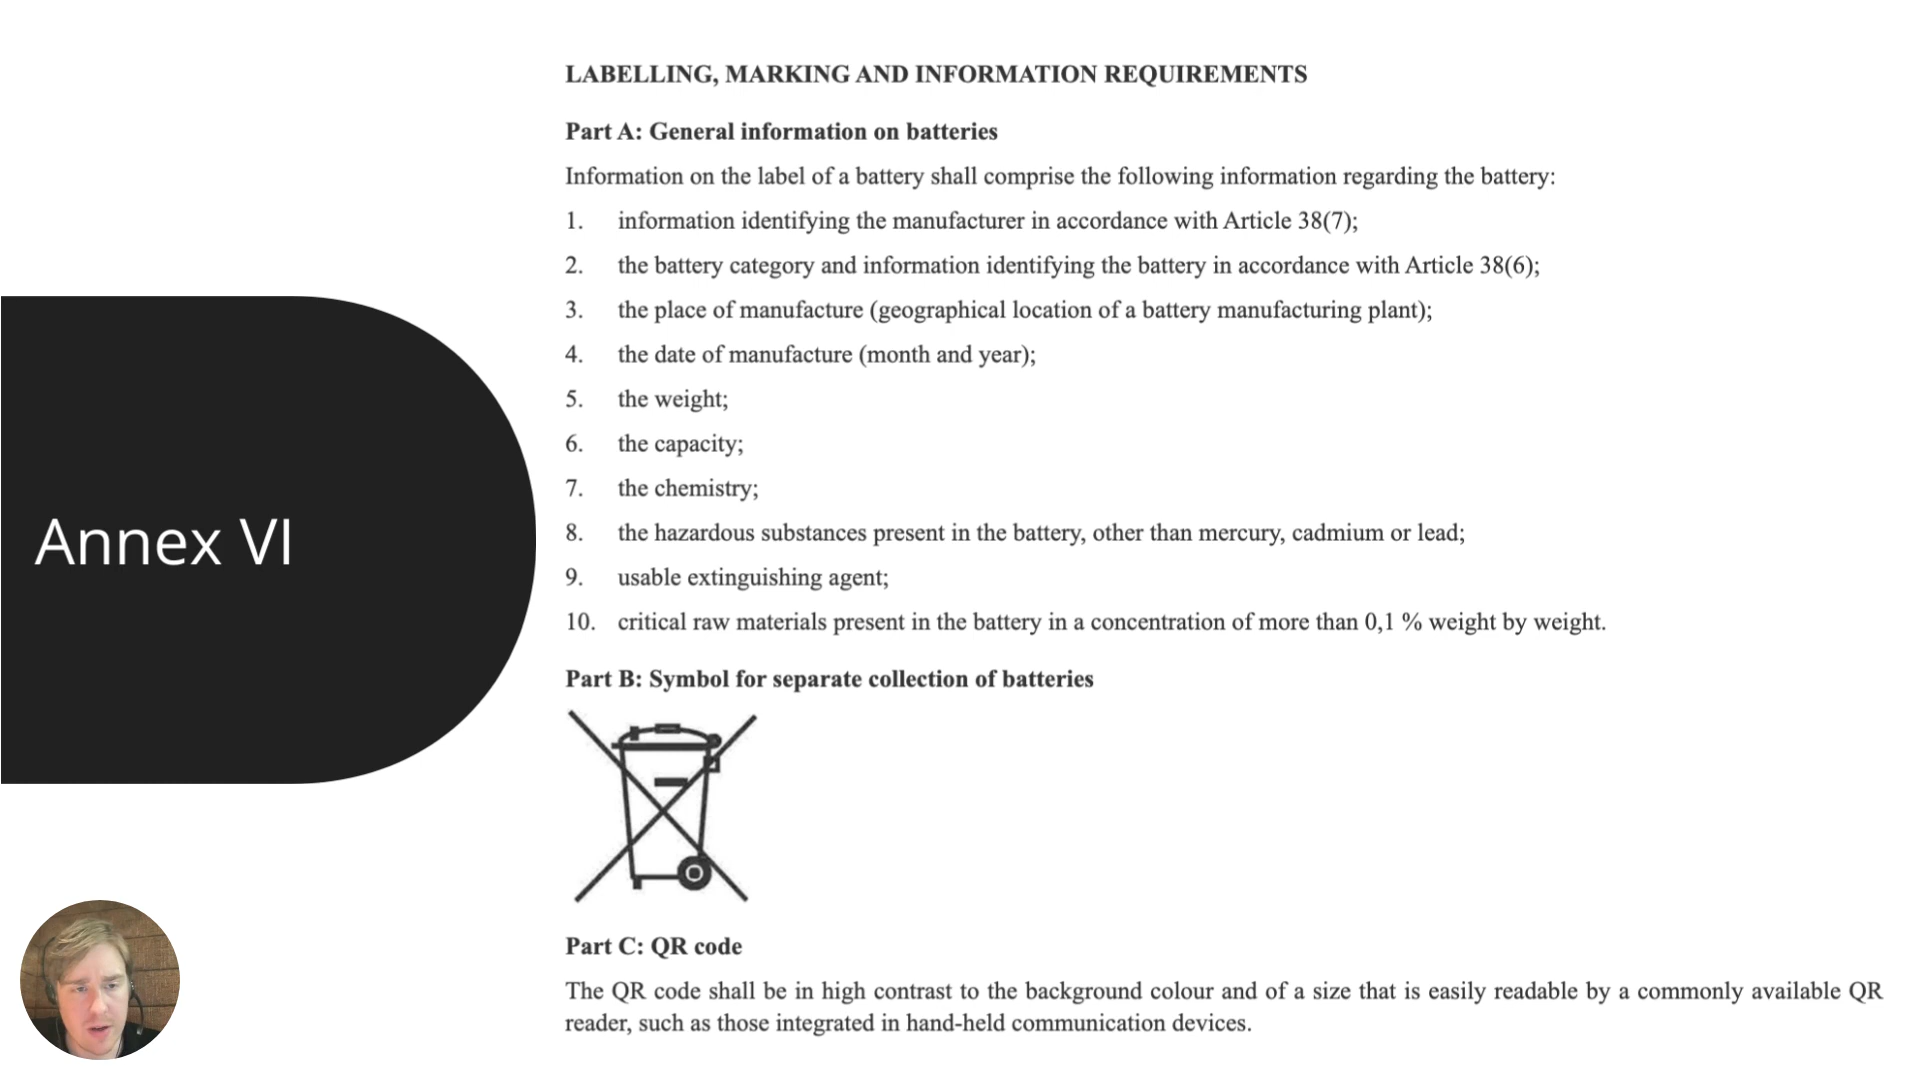 LABELLING, MARKING AND INFORMATION REQUIREMENTS
Part A: General information on batteries
Information on the label of a battery shall comprise the following information regarding the battery:
1. information identifying the manufacturer in accordance with Article 38(7);
2. the battery category and information identifying the battery in accordance with Article 38(6);
3. the place of manufacture (geographical location of a battery manufacturing plant);
4. the date of manufacture (month and year);
5. the weight;
6. the capacity;
7. the chemistry;
8. the hazardous substances present in the battery, other than mercury, cadmium or lead;
9. usable extinguishing agent;
10. critical raw materials present in the battery in a concentration of more than 0,1 % weight by weight.
Part B: Symbol for separate collection of batteries
Part C: QR code
The QR code shall be in high contrast to the background colour and of a size that is easily readable by a commonly available QR
reader, such as those integrated in hand-held communication devices.
Annex VI